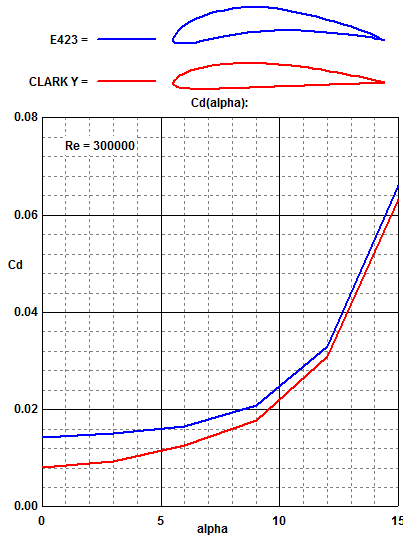 E423 =
CLARK Y =
Cd(alpha):
0.08
Re = 300000
0.06
Cd
0.04
0.02
0.00
0 5 10 15
alpha